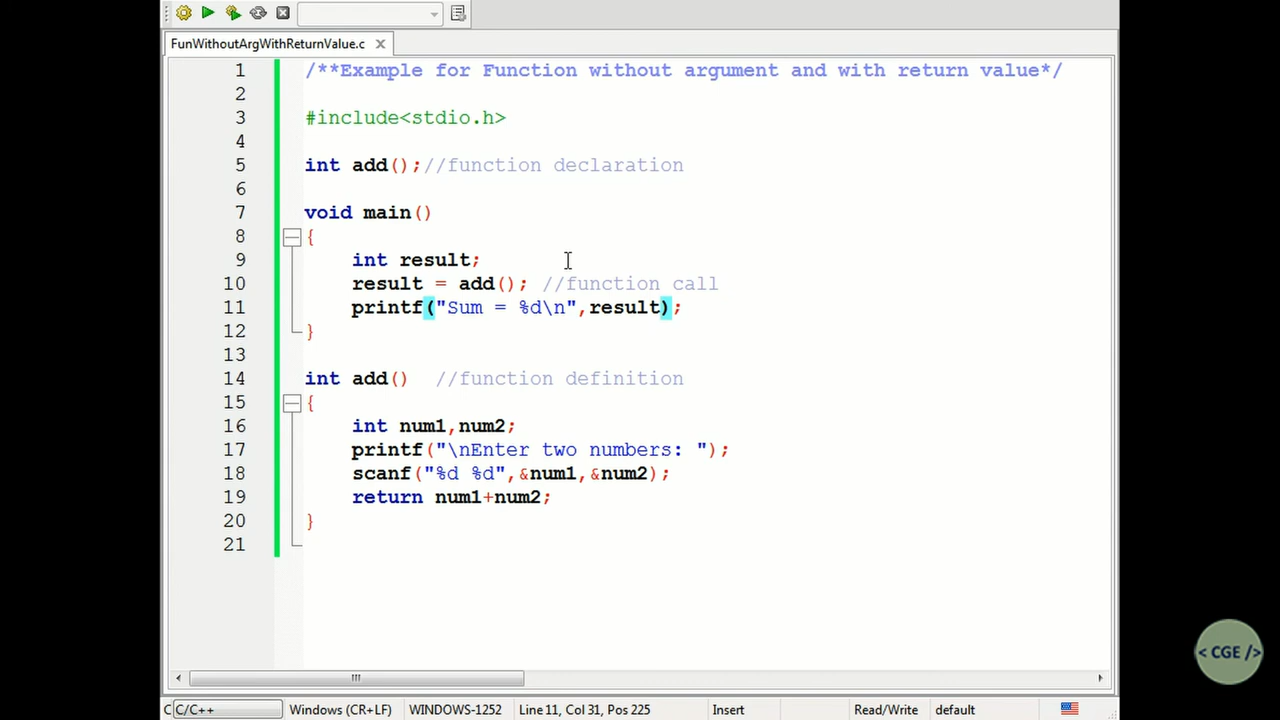 FunWithoutArgWithReturnValue.c
1 /**Example for Function without argument and with return value*/
2
3 #include<stdio.h>
4
5 int add();//function declaration
6
7 void main()
8 {
9 int result;
10 result = add(); //function call
11 printf("Sum = %d\n",result);
12 }
13
14 int add() //function definition
15 {
16 int num1,num2;
17 printf("\nEnter two numbers: ");
18 scanf("%d %d",&num1,&num2);
19 return num1+num2;
20 }
21
< CGE />
C C/C++ Windows (CR+LF) WINDOWS-1252 Line 11, Col 31, Pos 225 Insert Read/Write default